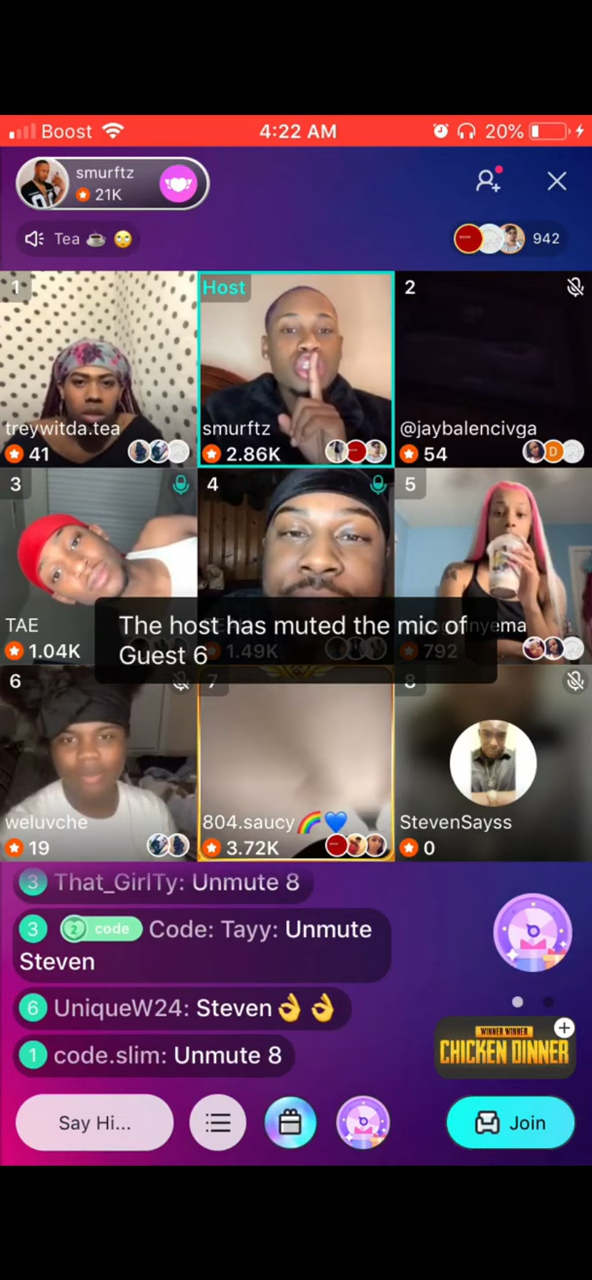 Boost 4:22 AM 20%
smurftz
21K
Tea ☕ 🙄
942
1
Host
2
treywitda.tea
smurftz
@jaybalencivga
41
2.86K
54
D
3
4
5
TAE
nyema
1.04K
1.49K
792
The host has muted the mic of
Guest 6
6
7
8
weluvche
804.saucy🌈💙
StevenSayss
19
3.72K
0
3 That_GirlTy: Unmute 8
3 2 code Code: Tayy: Unmute
Steven
6 UniqueW24: Steven👌👌
1 code.slim: Unmute 8
WINNER WINNER
CHICKEN DINNER
Say Hi...
Join